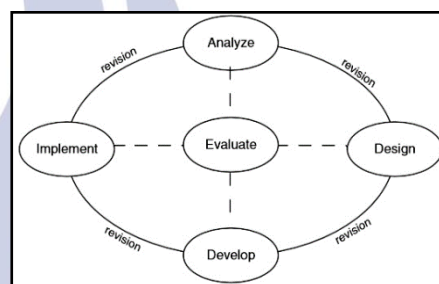 Analyze
revision
revision
Implement
Evaluate
Design
revision
revision
Develop